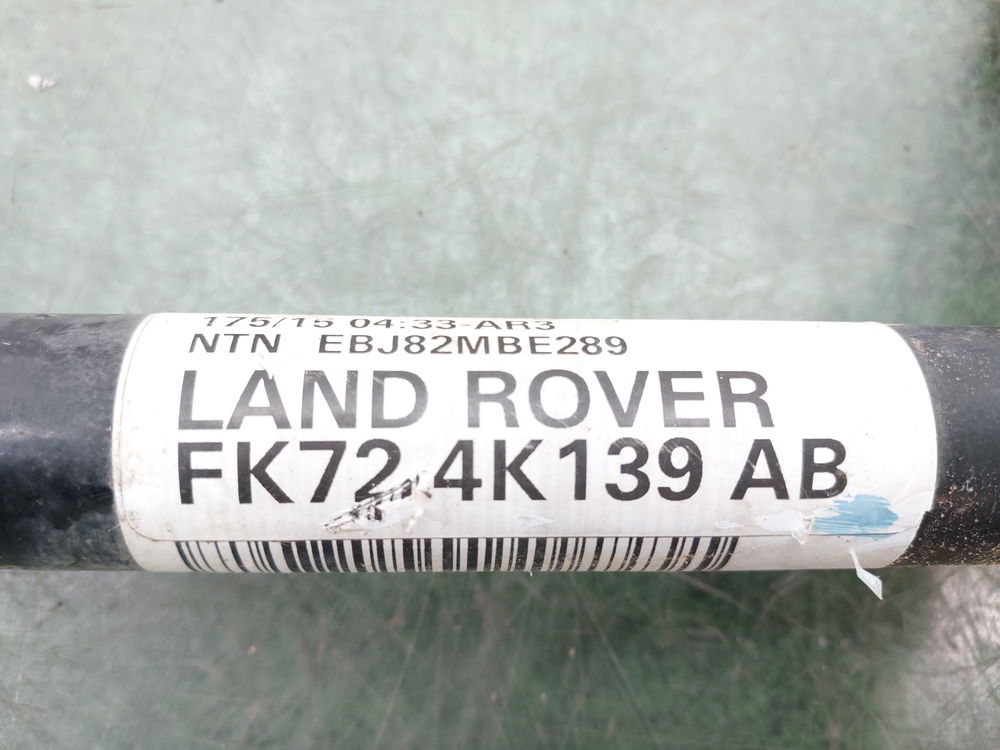 175/15 04:33-AR3
NTN EBJ82MBE289
LAND ROVER
FK72 4K139 AB